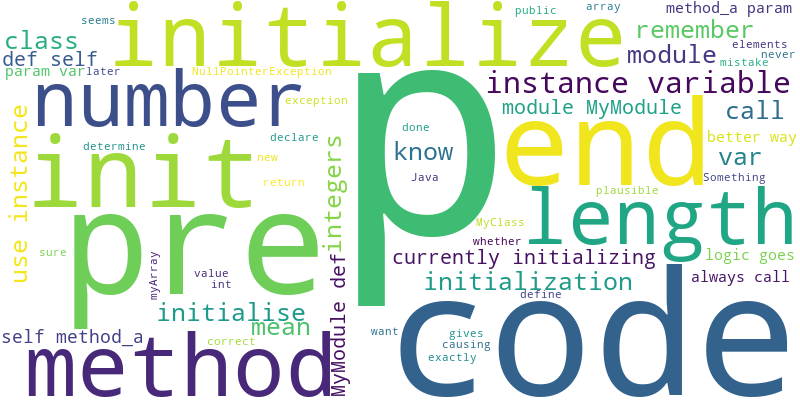 seems
initialize
public
array
method_a param
class
remember
def self
module
elements
never
param var
later
NullPointerException
mistake
number
instance variable
exception
module MyModule
call
p
end
done
init
determine
declare
know
better way
var
use instance
new
integers
Java
Something
return
plausible
pre
length
MyClass
whether
sure
myArray
value
int
currently initializing
logic goes
initialise
MyModule def
initialization
always call
define
mean
code
self method_a
correct
want
gives
causing
exactly
method